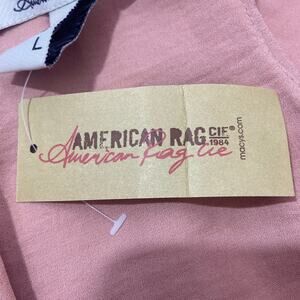 L
AMERICAN RAG CIE®
1984
American Rag Cie
macys.com